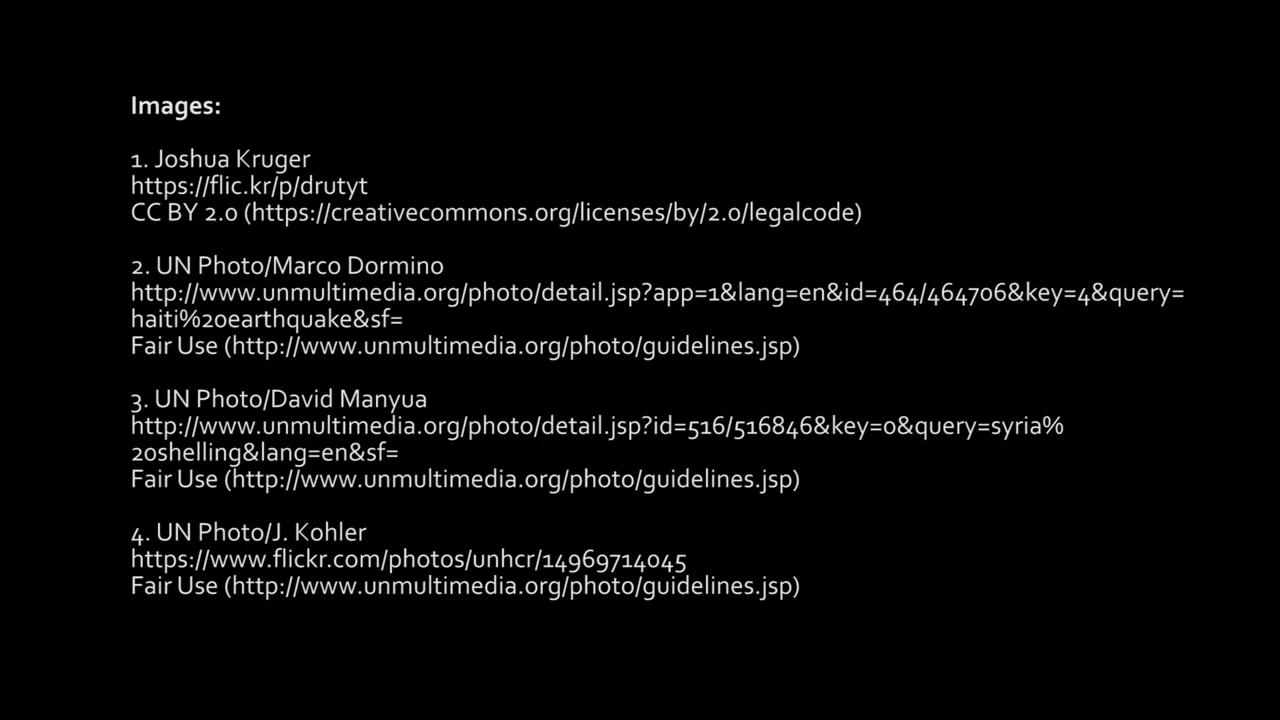 Images:
1. Joshua Kruger
https://flic.kr/p/drutyt
CC BY 2.0 (https://creativecommons.org/licenses/by/2.0/legalcode)
2. UN Photo/Marco Dormino
http://www.unmultimedia.org/photo/detail.jsp?app=1&lang=en&id=464/464706&key=4&query=
haiti%20earthquake&sf=
Fair Use (http://www.unmultimedia.org/photo/guidelines.jsp)
3. UN Photo/David Manyua
http://www.unmultimedia.org/photo/detail.jsp?id=516/516846&key=0&query=syria%
20shelling&lang=en&sf=
Fair Use (http://www.unmultimedia.org/photo/guidelines.jsp)
4. UN Photo/J. Kohler
https://www.flickr.com/photos/unhcr/14969714045
Fair Use (http://www.unmultimedia.org/photo/guidelines.jsp)